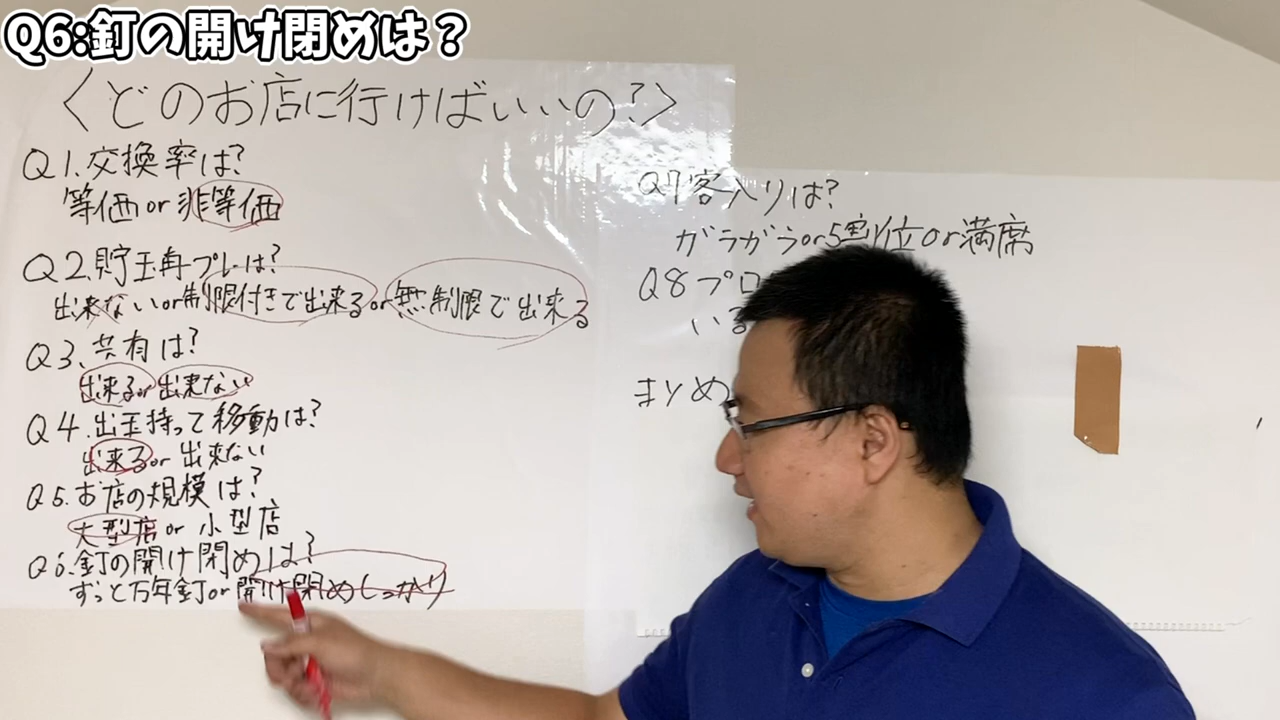 Q6:釘の開け閉めは？
〈どのお店に行けばいいの？〉
Q1.交換率は？
等価or非等価
Q2.貯玉再プレーは？
出来ないor制限付きで出来るor無制限で出来る
Q3.共有は？
出来るor出来ない
Q4.出玉持って移動は？
出来るor出来ない
Q5.お店の規模は？
大型店or小型店
Q6.釘の開け閉めは？
ずっと万年釘or開け閉めしっかり
Q7客入りは？
ガラガラor5割位or満席
Q8プロ
いる
まとめ